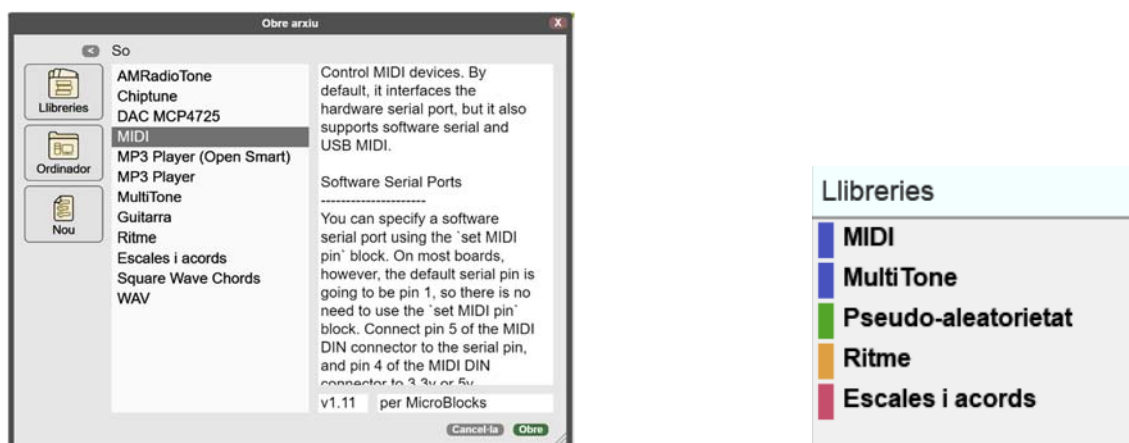 Obre arxiu
X
< So
Llibreries
Ordinador
Nou
AMRadioTone
Chiptune
DAC MCP4725
MIDI
MP3 Player (Open Smart)
MP3 Player
MultiTone
Guitarra
Ritme
Escales i acords
Square Wave Chords
WAV
Control MIDI devices. By
default, it interfaces the
hardware serial port, but it also
supports software serial and
USB MIDI.
Software Serial Ports
---------------------
You can specify a software
serial port using the `set MIDI
pin` block. On most boards,
however, the default serial pin is
going to be pin 1, so there is no
need to use the `set MIDI pin`
block. Connect pin 5 of the MIDI
DIN connector to the serial pin,
and pin 4 of the MIDI DIN
connector to 3.3v or 5v
v1.11 per MicroBlocks
Cancel·la Obre
Llibreries
MIDI
MultiTone
Pseudo-aleatorietat
Ritme
Escales i acords